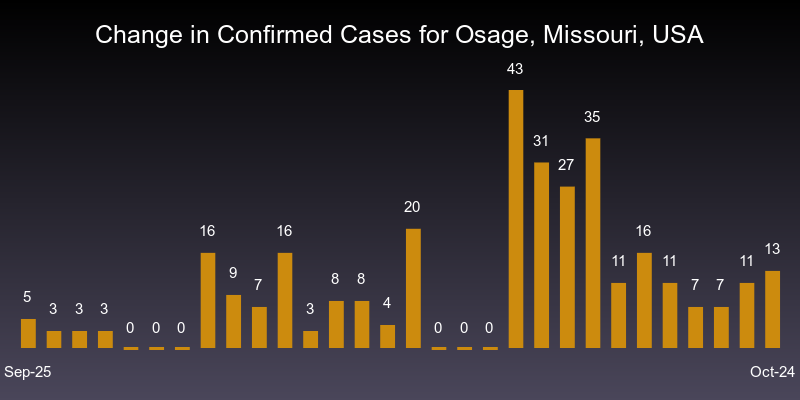 Change in Confirmed Cases for Osage, Missouri, USA
5 3 3 3 0 0 0 16 9 7 16 3 8 8 4 20 0 0 0 43 31 27 35 11 16 11 7 7 11 13
Sep-25 Oct-24